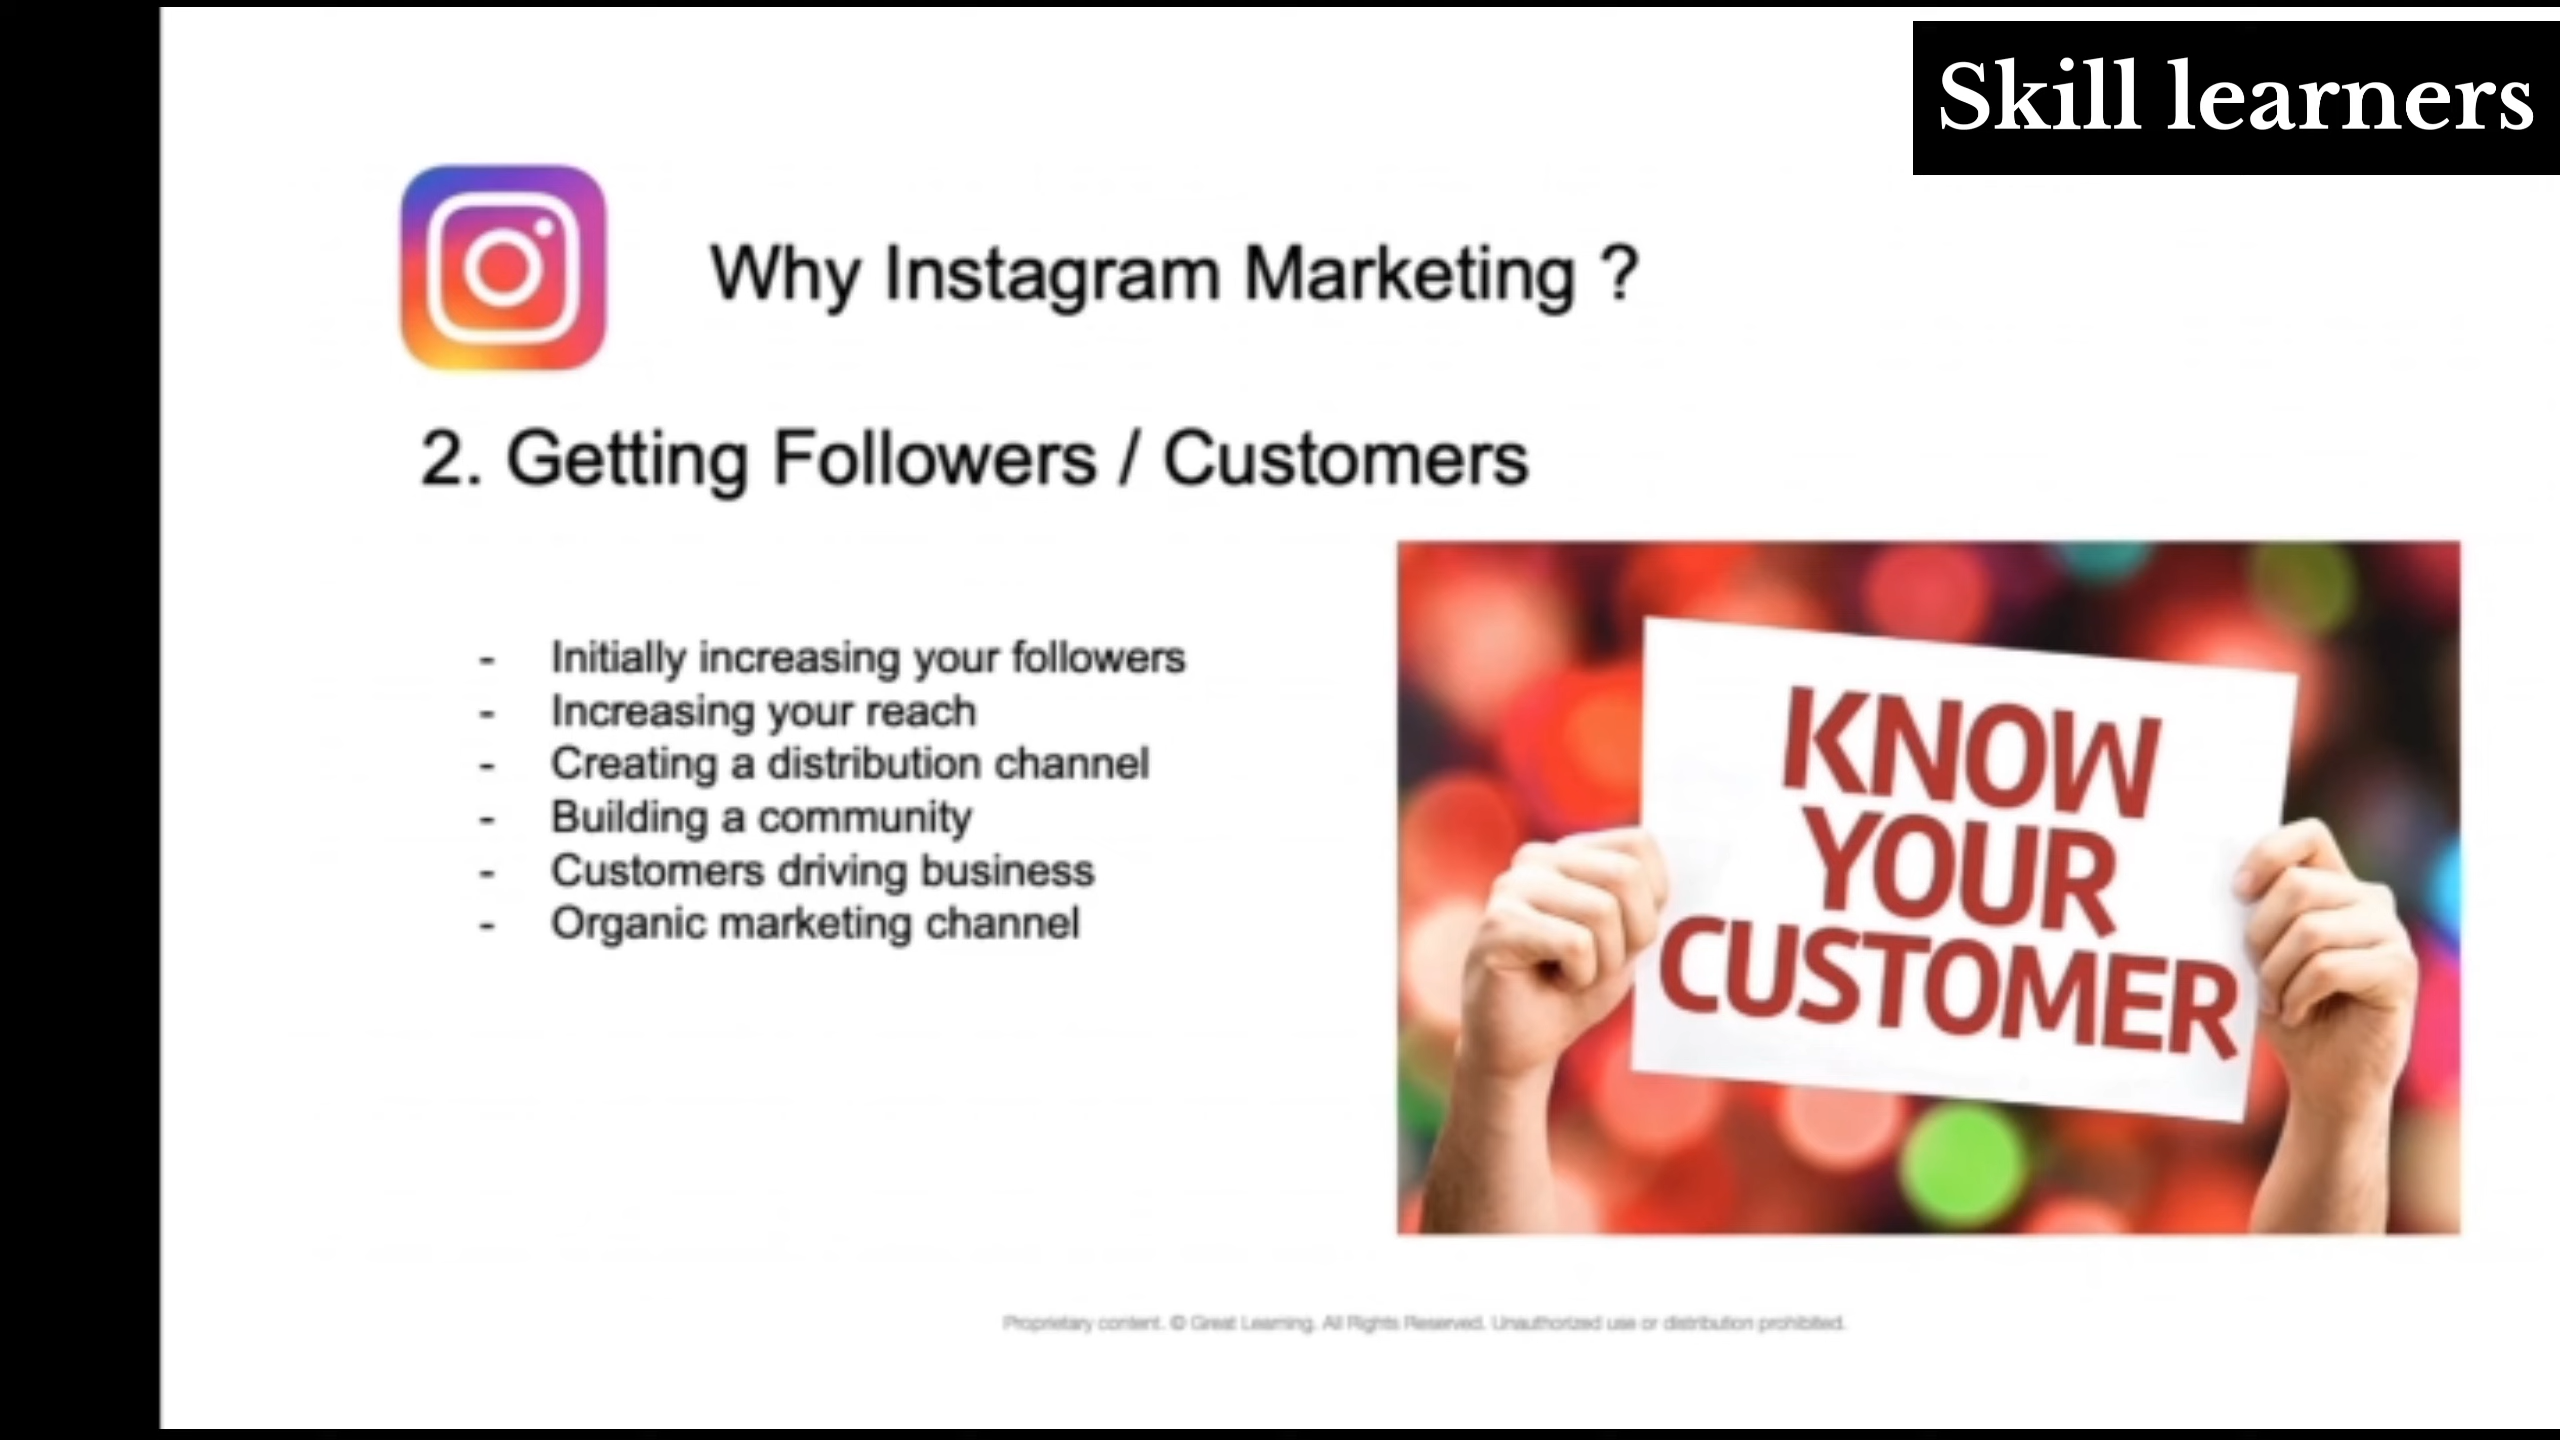 Skill learners
Why Instagram Marketing ?
2. Getting Followers / Customers
- Initially increasing your followers
- Increasing your reach
- Creating a distribution channel
- Building a community
- Customers driving business
- Organic marketing channel
KNOW
YOUR
CUSTOMER
Proprietary content. © Great Learning. All Rights Reserved. Unauthorized use or distribution prohibited.